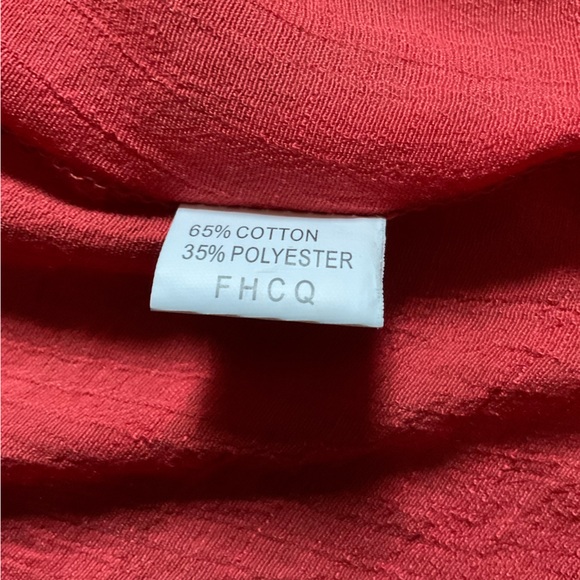 65% COTTON
35% POLYESTER
FHCQ